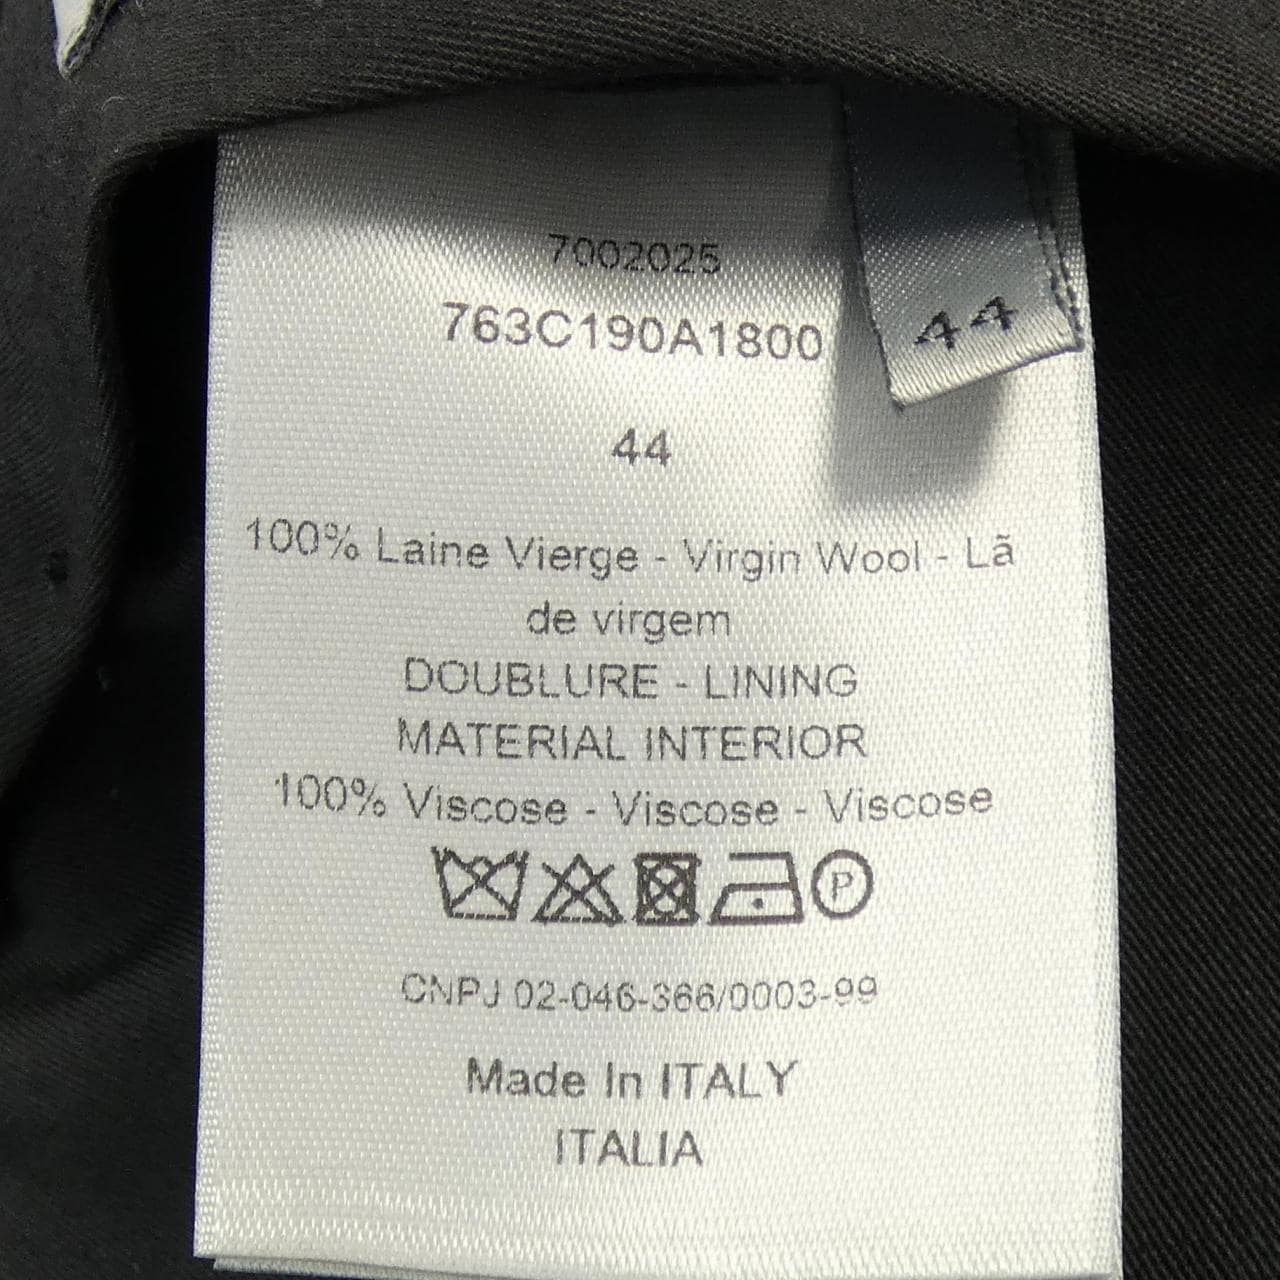 7002025
763C190A1800
44
44
100% Laine Vierge - Virgin Wool - Lã
de virgem
DOUBLURE - LINING
MATERIAL INTERIOR
100% Viscose - Viscose - Viscose
P
CNPJ 02-046-366/0003-99
Made In ITALY
ITALIA